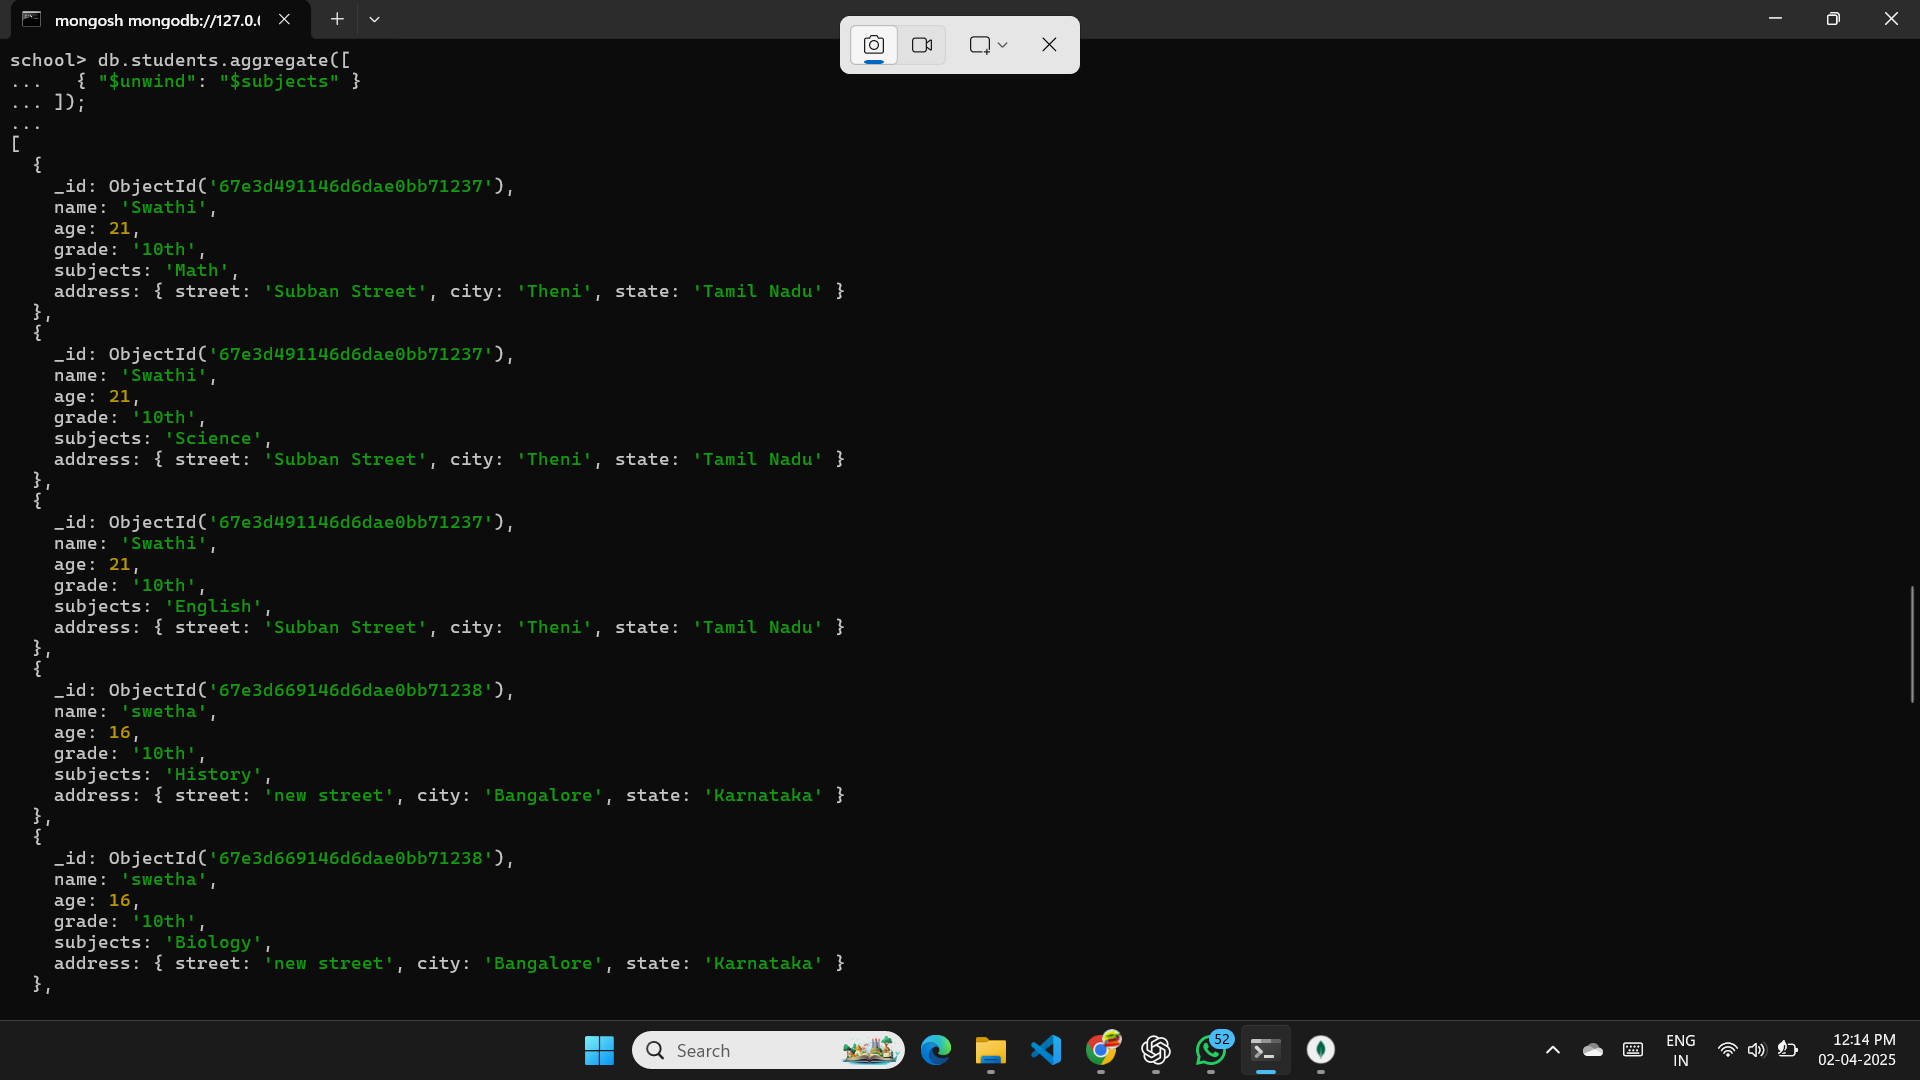 mongosh mongodb://127.0.
school> db.students.aggregate([
...   { "$unwind": "$subjects" }
... ]);
...
[
  {
    _id: ObjectId('67e3d491146d6dae0bb71237'),
    name: 'Swathi',
    age: 21,
    grade: '10th',
    subjects: 'Math',
    address: { street: 'Subban Street', city: 'Theni', state: 'Tamil Nadu' }
  },
  {
    _id: ObjectId('67e3d491146d6dae0bb71237'),
    name: 'Swathi',
    age: 21,
    grade: '10th',
    subjects: 'Science',
    address: { street: 'Subban Street', city: 'Theni', state: 'Tamil Nadu' }
  },
  {
    _id: ObjectId('67e3d491146d6dae0bb71237'),
    name: 'Swathi',
    age: 21,
    grade: '10th',
    subjects: 'English',
    address: { street: 'Subban Street', city: 'Theni', state: 'Tamil Nadu' }
  },
  {
    _id: ObjectId('67e3d669146d6dae0bb71238'),
    name: 'swetha',
    age: 16,
    grade: '10th',
    subjects: 'History',
    address: { street: 'new street', city: 'Bangalore', state: 'Karnataka' }
  },
  {
    _id: ObjectId('67e3d669146d6dae0bb71238'),
    name: 'swetha',
    age: 16,
    grade: '10th',
    subjects: 'Biology',
    address: { street: 'new street', city: 'Bangalore', state: 'Karnataka' }
  },
Search
52
ENG
IN
12:14 PM
02-04-2025